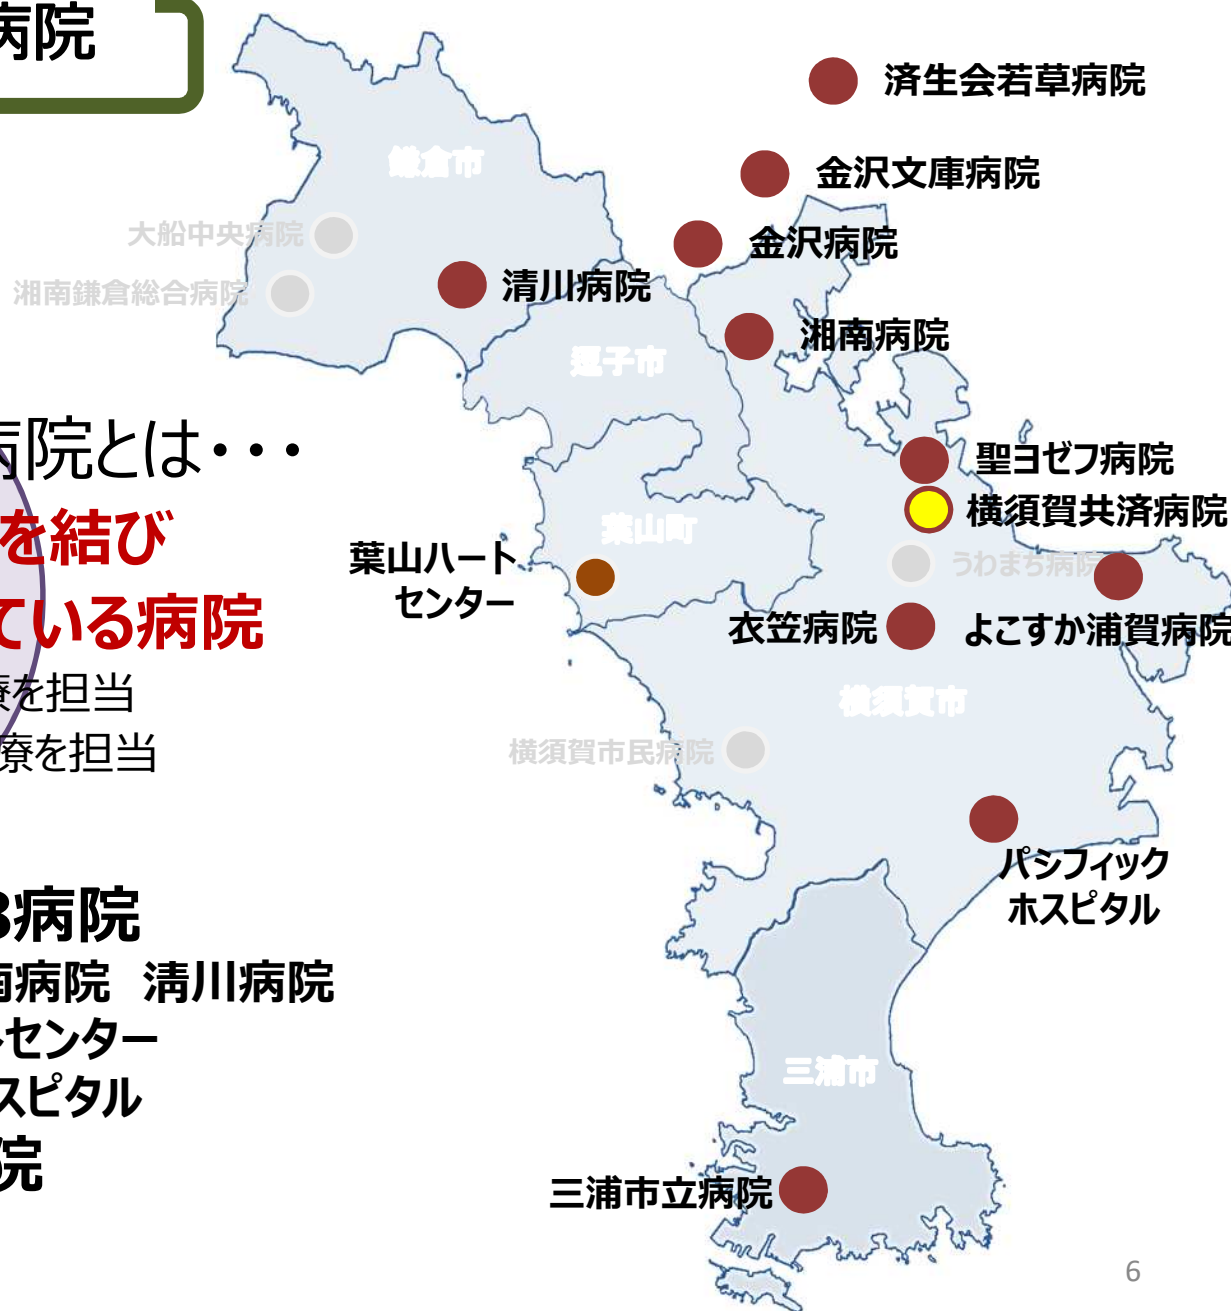 病院
済生会若草病院
金沢文庫病院
鎌倉市
大船中央病院
金沢病院
湘南鎌倉総合病院
清川病院
湘南病院
逗子市
病院とは・・・
聖ヨゼフ病院
を結び
横須賀共済病院
葉山町
葉山ハート
センター
うわまち病院
ている病院
衣笠病院
よこすか浦賀病院
療を担当
横須賀市
療を担当
横須賀市民病院
パシフィック
ホスピタル
3病院
南病院 清川病院
トセンター
三浦市
スピタル
院
三浦市立病院
6